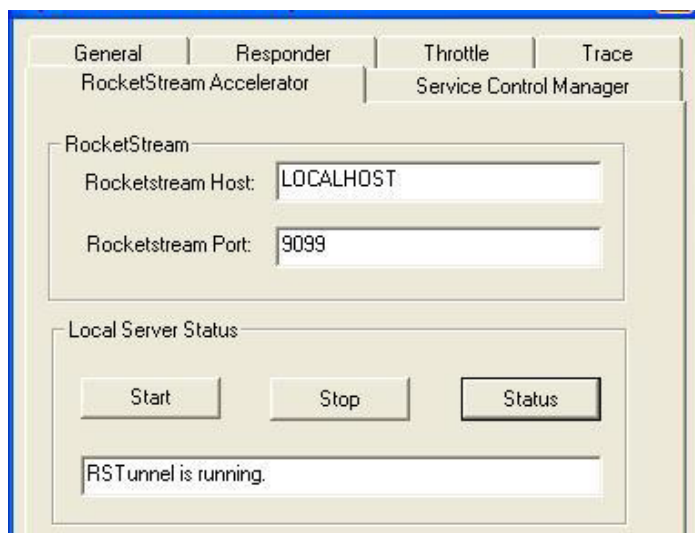 General Responder Throttle Trace
RocketStream Accelerator Service Control Manager
RocketStream
Rocketstream Host: LOCALHOST
Rocketstream Port: 9099
Local Server Status
Start Stop Status
RSTunnel is running.